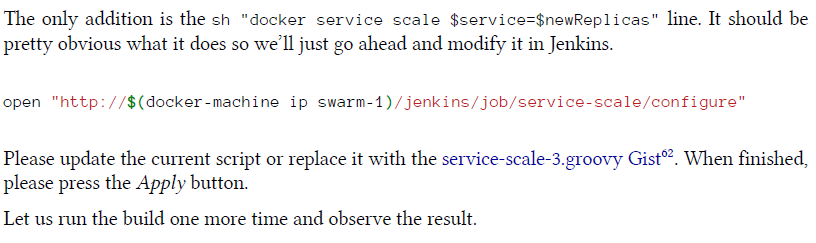 The only addition is the sh "docker service scale $service=$newReplicas" line. It should be
pretty obvious what it does so we’ll just go ahead and modify it in Jenkins.
open "http://$(docker-machine ip swarm-1)/jenkins/job/service-scale/configure"
Please update the current script or replace it with the service-scale-3.groovy Gist⁶². When finished,
please press the Apply button.
Let us run the build one more time and observe the result.